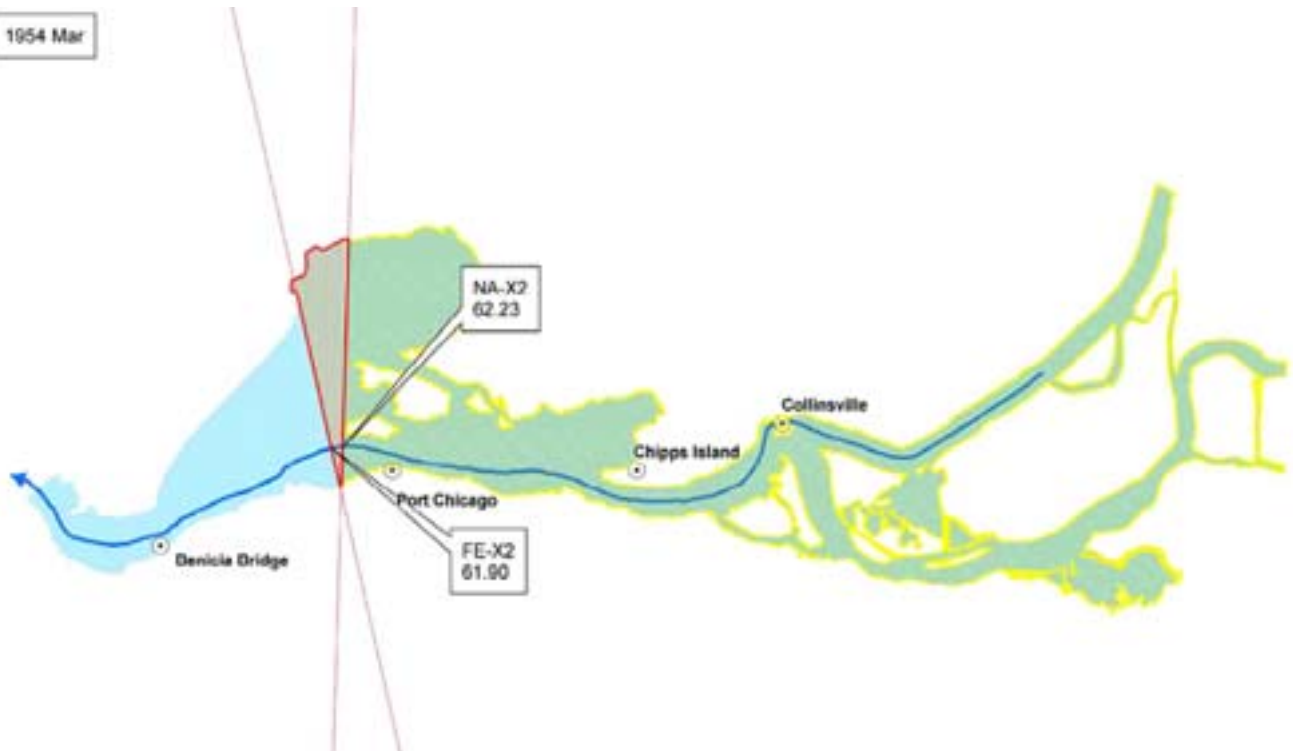 1954 Mar
NA-X2
62.23
Collinsville
Chipps Island
Port Chicago
FE-X2
61.90
Benicia Bridge